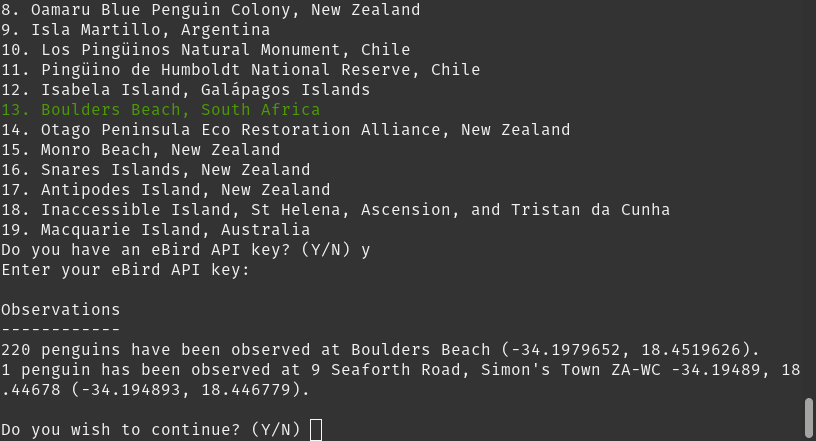 8. Oamaru Blue Penguin Colony, New Zealand
9. Isla Martillo, Argentina
10. Los Pingüinos Natural Monument, Chile
11. Pingüino de Humboldt National Reserve, Chile
12. Isabela Island, Galápagos Islands
13. Boulders Beach, South Africa
14. Otago Peninsula Eco Restoration Alliance, New Zealand
15. Monro Beach, New Zealand
16. Snares Islands, New Zealand
17. Antipodes Island, New Zealand
18. Inaccessible Island, St Helena, Ascension, and Tristan da Cunha
19. Macquarie Island, Australia
Do you have an eBird API key? (Y/N) y
Enter your eBird API key:
Observations
------------
220 penguins have been observed at Boulders Beach (-34.1979652, 18.4519626).
1 penguin has been observed at 9 Seaforth Road, Simon's Town ZA-WC -34.19489, 18
.44678 (-34.194893, 18.446779).
Do you wish to continue? (Y/N)